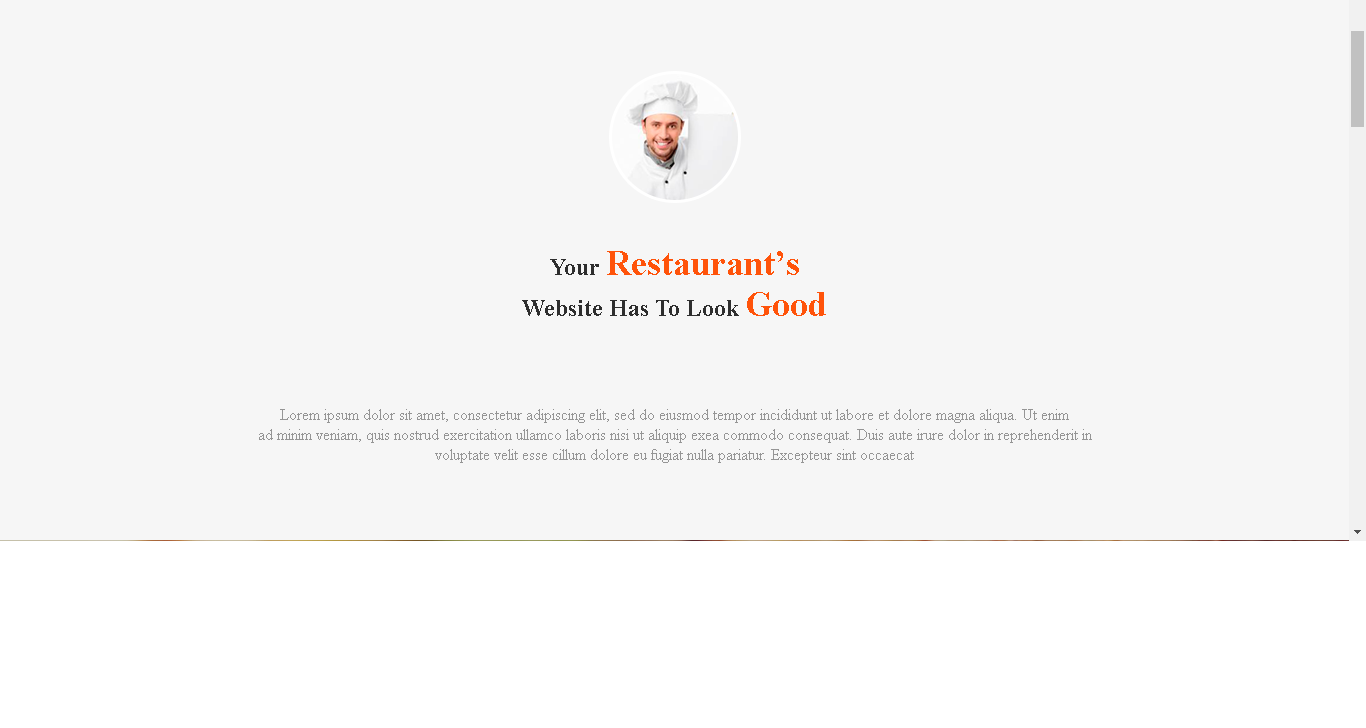 Your Restaurant’s
Website Has To Look Good
Lorem ipsum dolor sit amet, consectetur adipiscing elit, sed do eiusmod tempor incididunt ut labore et dolore magna aliqua. Ut enim
ad minim veniam, quis nostrud exercitation ullamco laboris nisi ut aliquip exea commodo consequat. Duis aute irure dolor in reprehenderit in
voluptate velit esse cillum dolore eu fugiat nulla pariatur. Excepteur sint occaecat